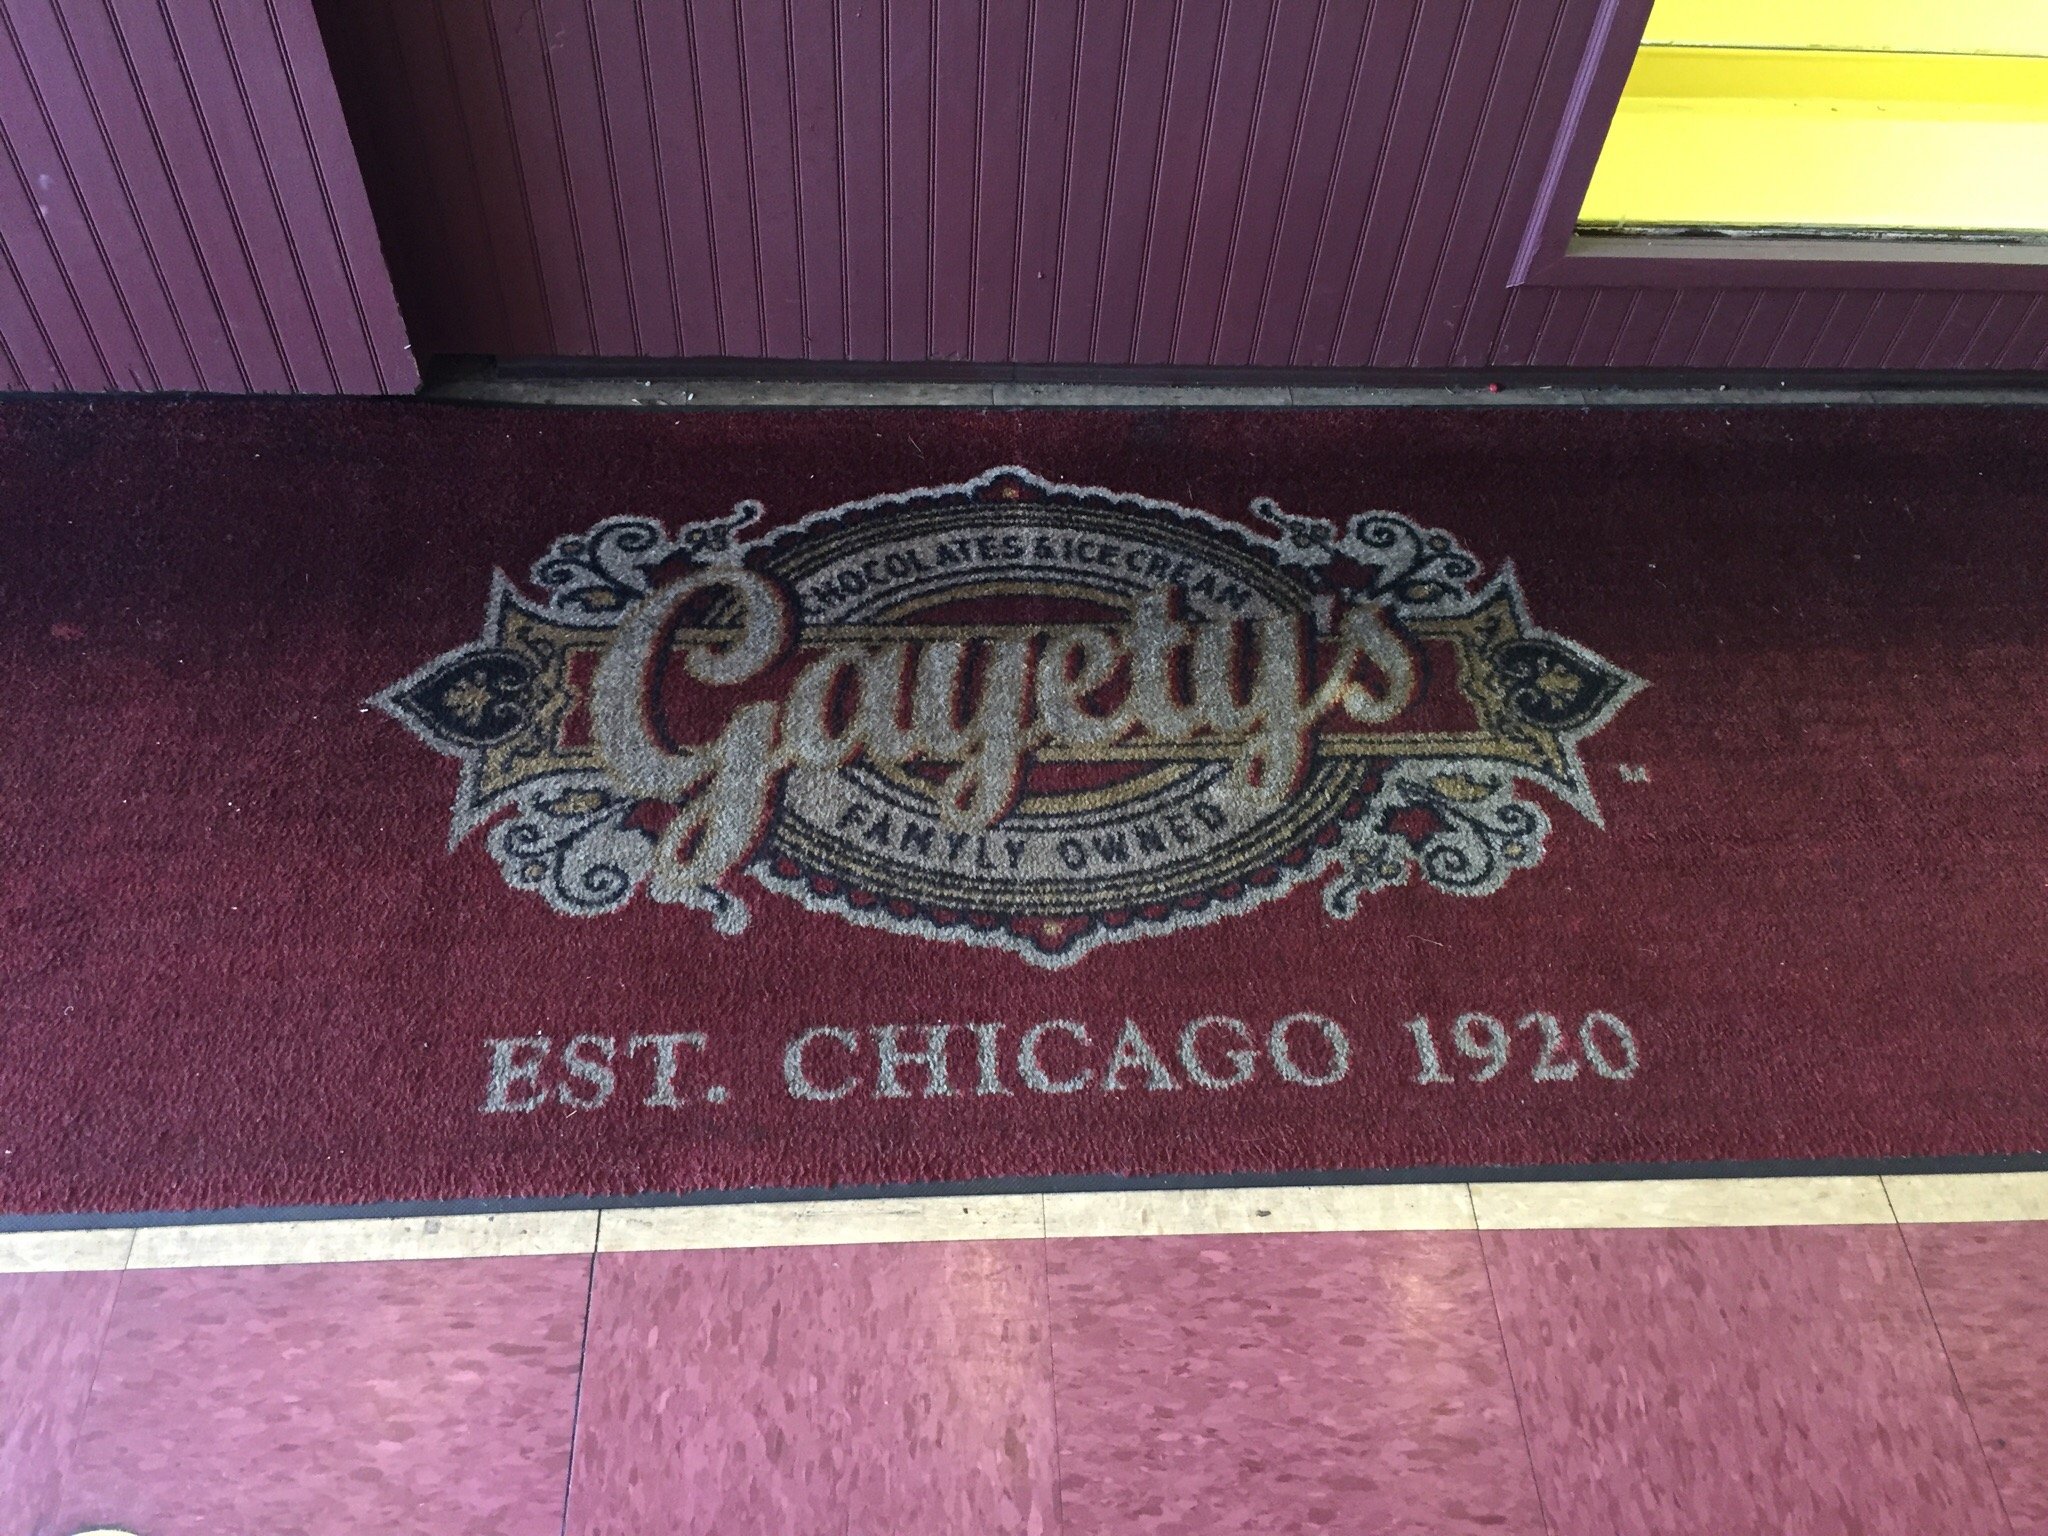 CHOCOLATES & ICE CREAM
Gayety's
FAMILY OWNED
EST. CHICAGO 1920